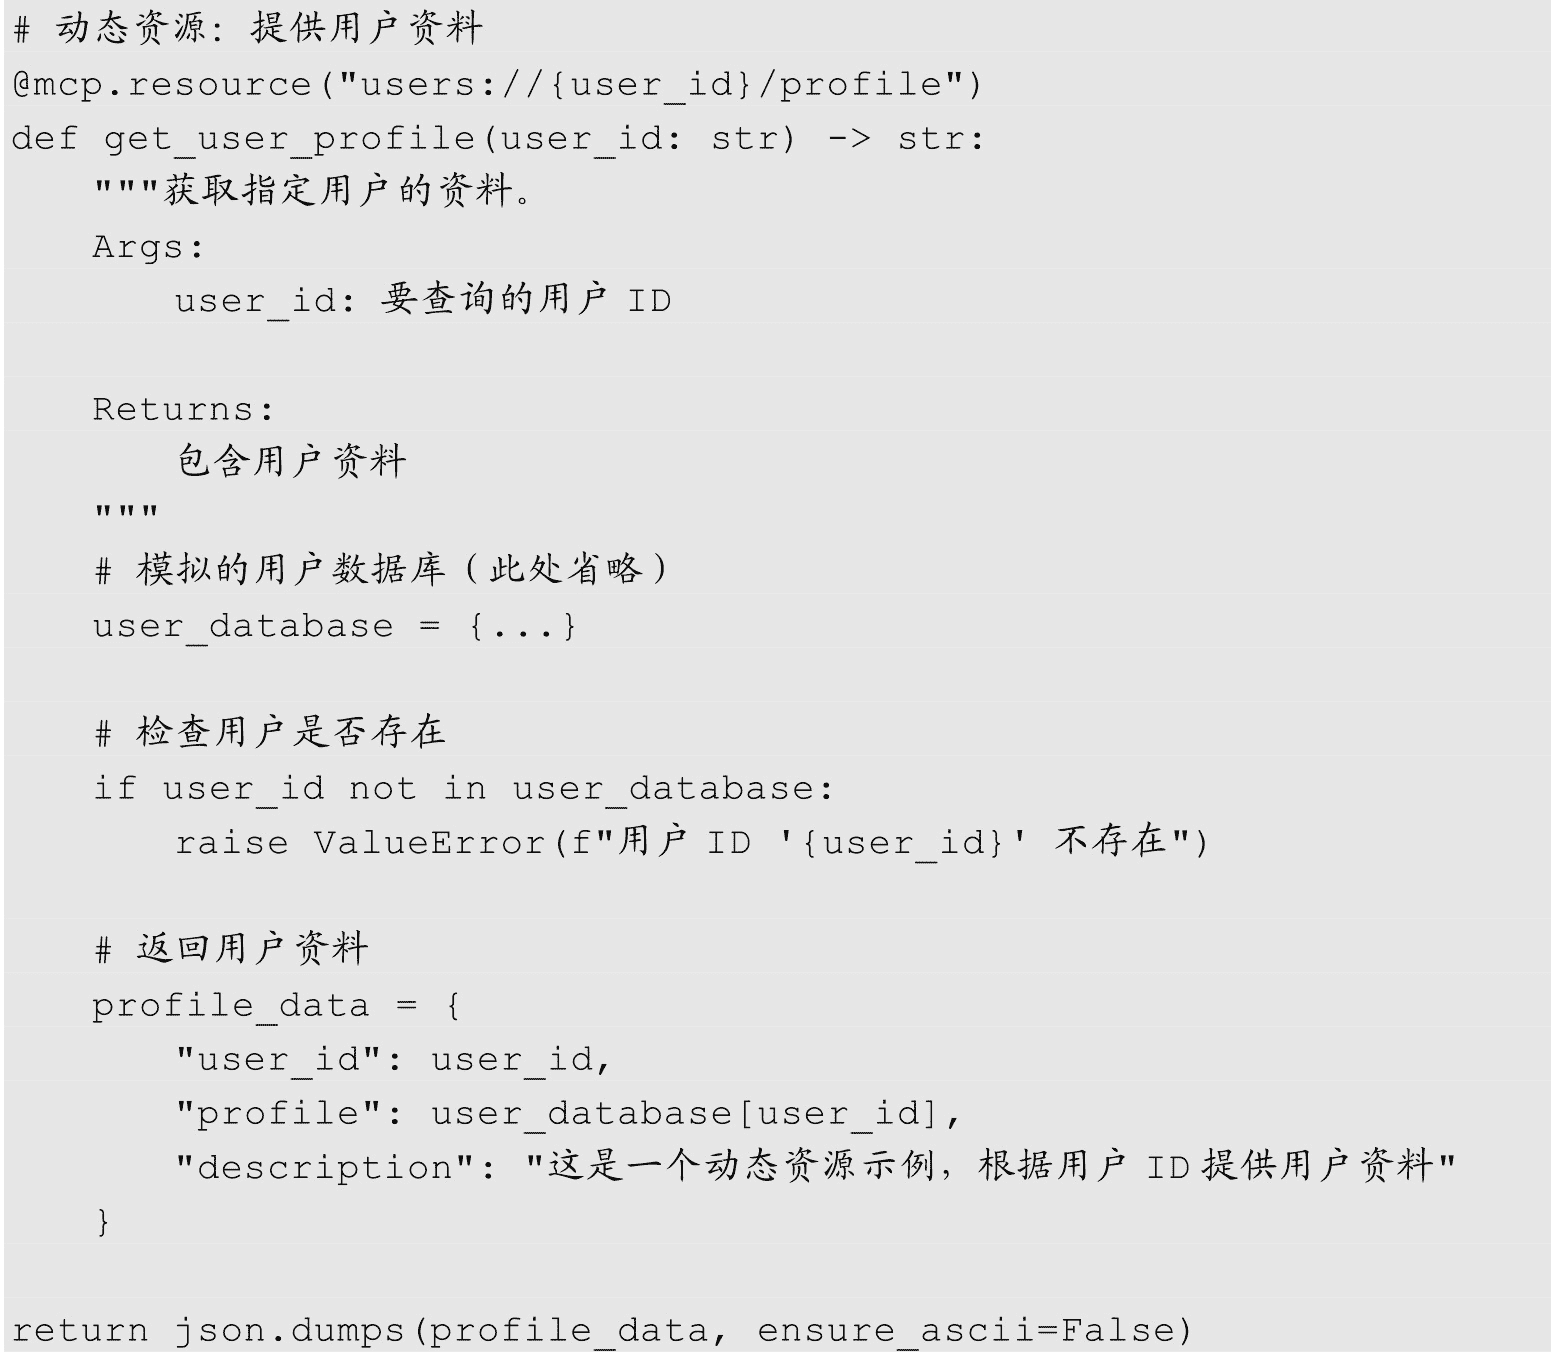 # 动态资源：提供用户资料
@mcp.resource("users://{user_id}/profile")
def get_user_profile(user_id: str) -> str:
    """获取指定用户的资料。
    Args:
        user_id: 要查询的用户 ID

    Returns:
        包含用户资料
    """
    # 模拟的用户数据库（此处省略）
    user_database = {...}

    # 检查用户是否存在
    if user_id not in user_database:
        raise ValueError(f"用户 ID '{user_id}' 不存在")

    # 返回用户资料
    profile_data = {
        "user_id": user_id,
        "profile": user_database[user_id],
        "description": "这是一个动态资源示例，根据用户 ID 提供用户资料"
    }

return json.dumps(profile_data, ensure_ascii=False)